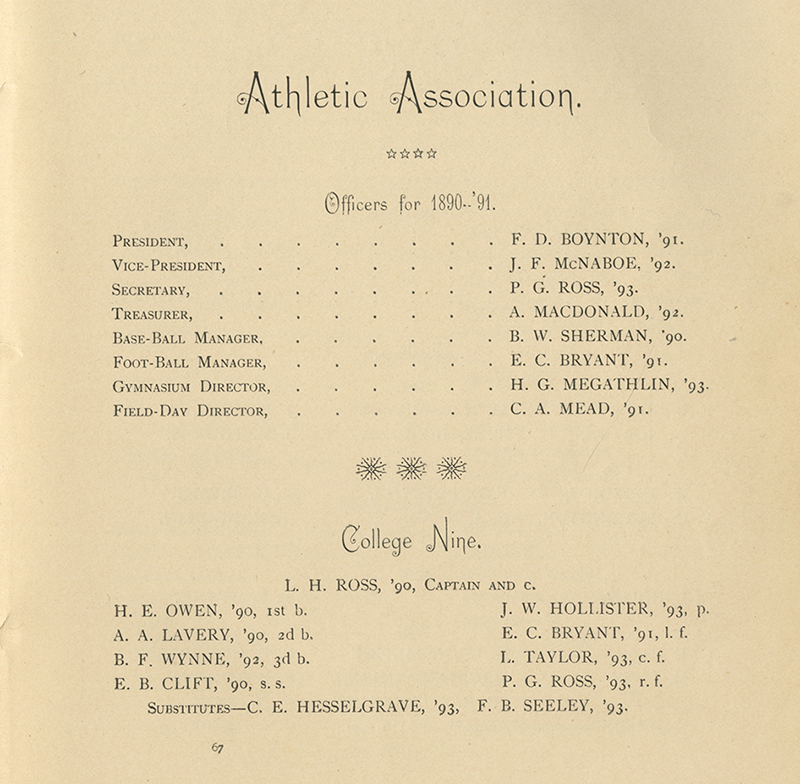 Athletic Association.
☆☆☆☆
Officers for 1890-'91.
President, . . . . . . . . F. D. BOYNTON, '91.
Vice-President, . . . . . . . J. F. McNABOE, '92.
Secretary, . . . . . . . . P. G. ROSS, '93.
Treasurer, . . . . . . . . A. MACDONALD, '92.
Base-Ball Manager, . . . . . . B. W. SHERMAN, '90.
Foot-Ball Manager, . . . . . . E. C. BRYANT, '91.
Gymnasium Director, . . . . . . H. G. MEGATHLIN, '93.
Field-Day Director, . . . . . . C. A. MEAD, '91.
College Nine.
L. H. ROSS, '90, Captain and c.
H. E. OWEN, '90, 1st b. J. W. HOLLISTER, '93, p.
A. A. LAVERY, '90, 2d b. E. C. BRYANT, '91, l. f.
B. F. WYNNE, '92, 3d b. L. TAYLOR, '93, c. f.
E. B. CLIFT, '90, s. s. P. G. ROSS, '93, r. f.
Substitutes—C. E. HESSELGRAVE, '93, F. B. SEELEY, '93.
67